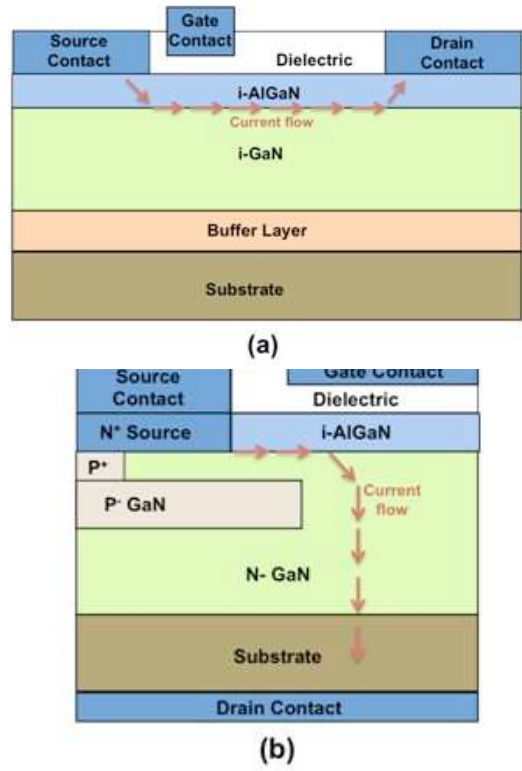 Gate
Contact
Source
Contact
Dielectric
Drain
Contact
i-AlGaN
Current flow
i-GaN
Buffer Layer
Substrate
(a)
Source
Contact
Gate Contact
Dielectric
N⁺ Source
i-AlGaN
P⁺
P⁻ GaN
Current
flow
N- GaN
Substrate
Drain Contact
(b)